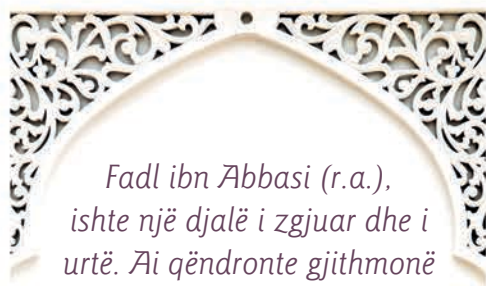 Fadl ibn Abbasi (r.a.),
ishte një djalë i zgjuar dhe i
urtë. Ai qëndronte gjithmonë